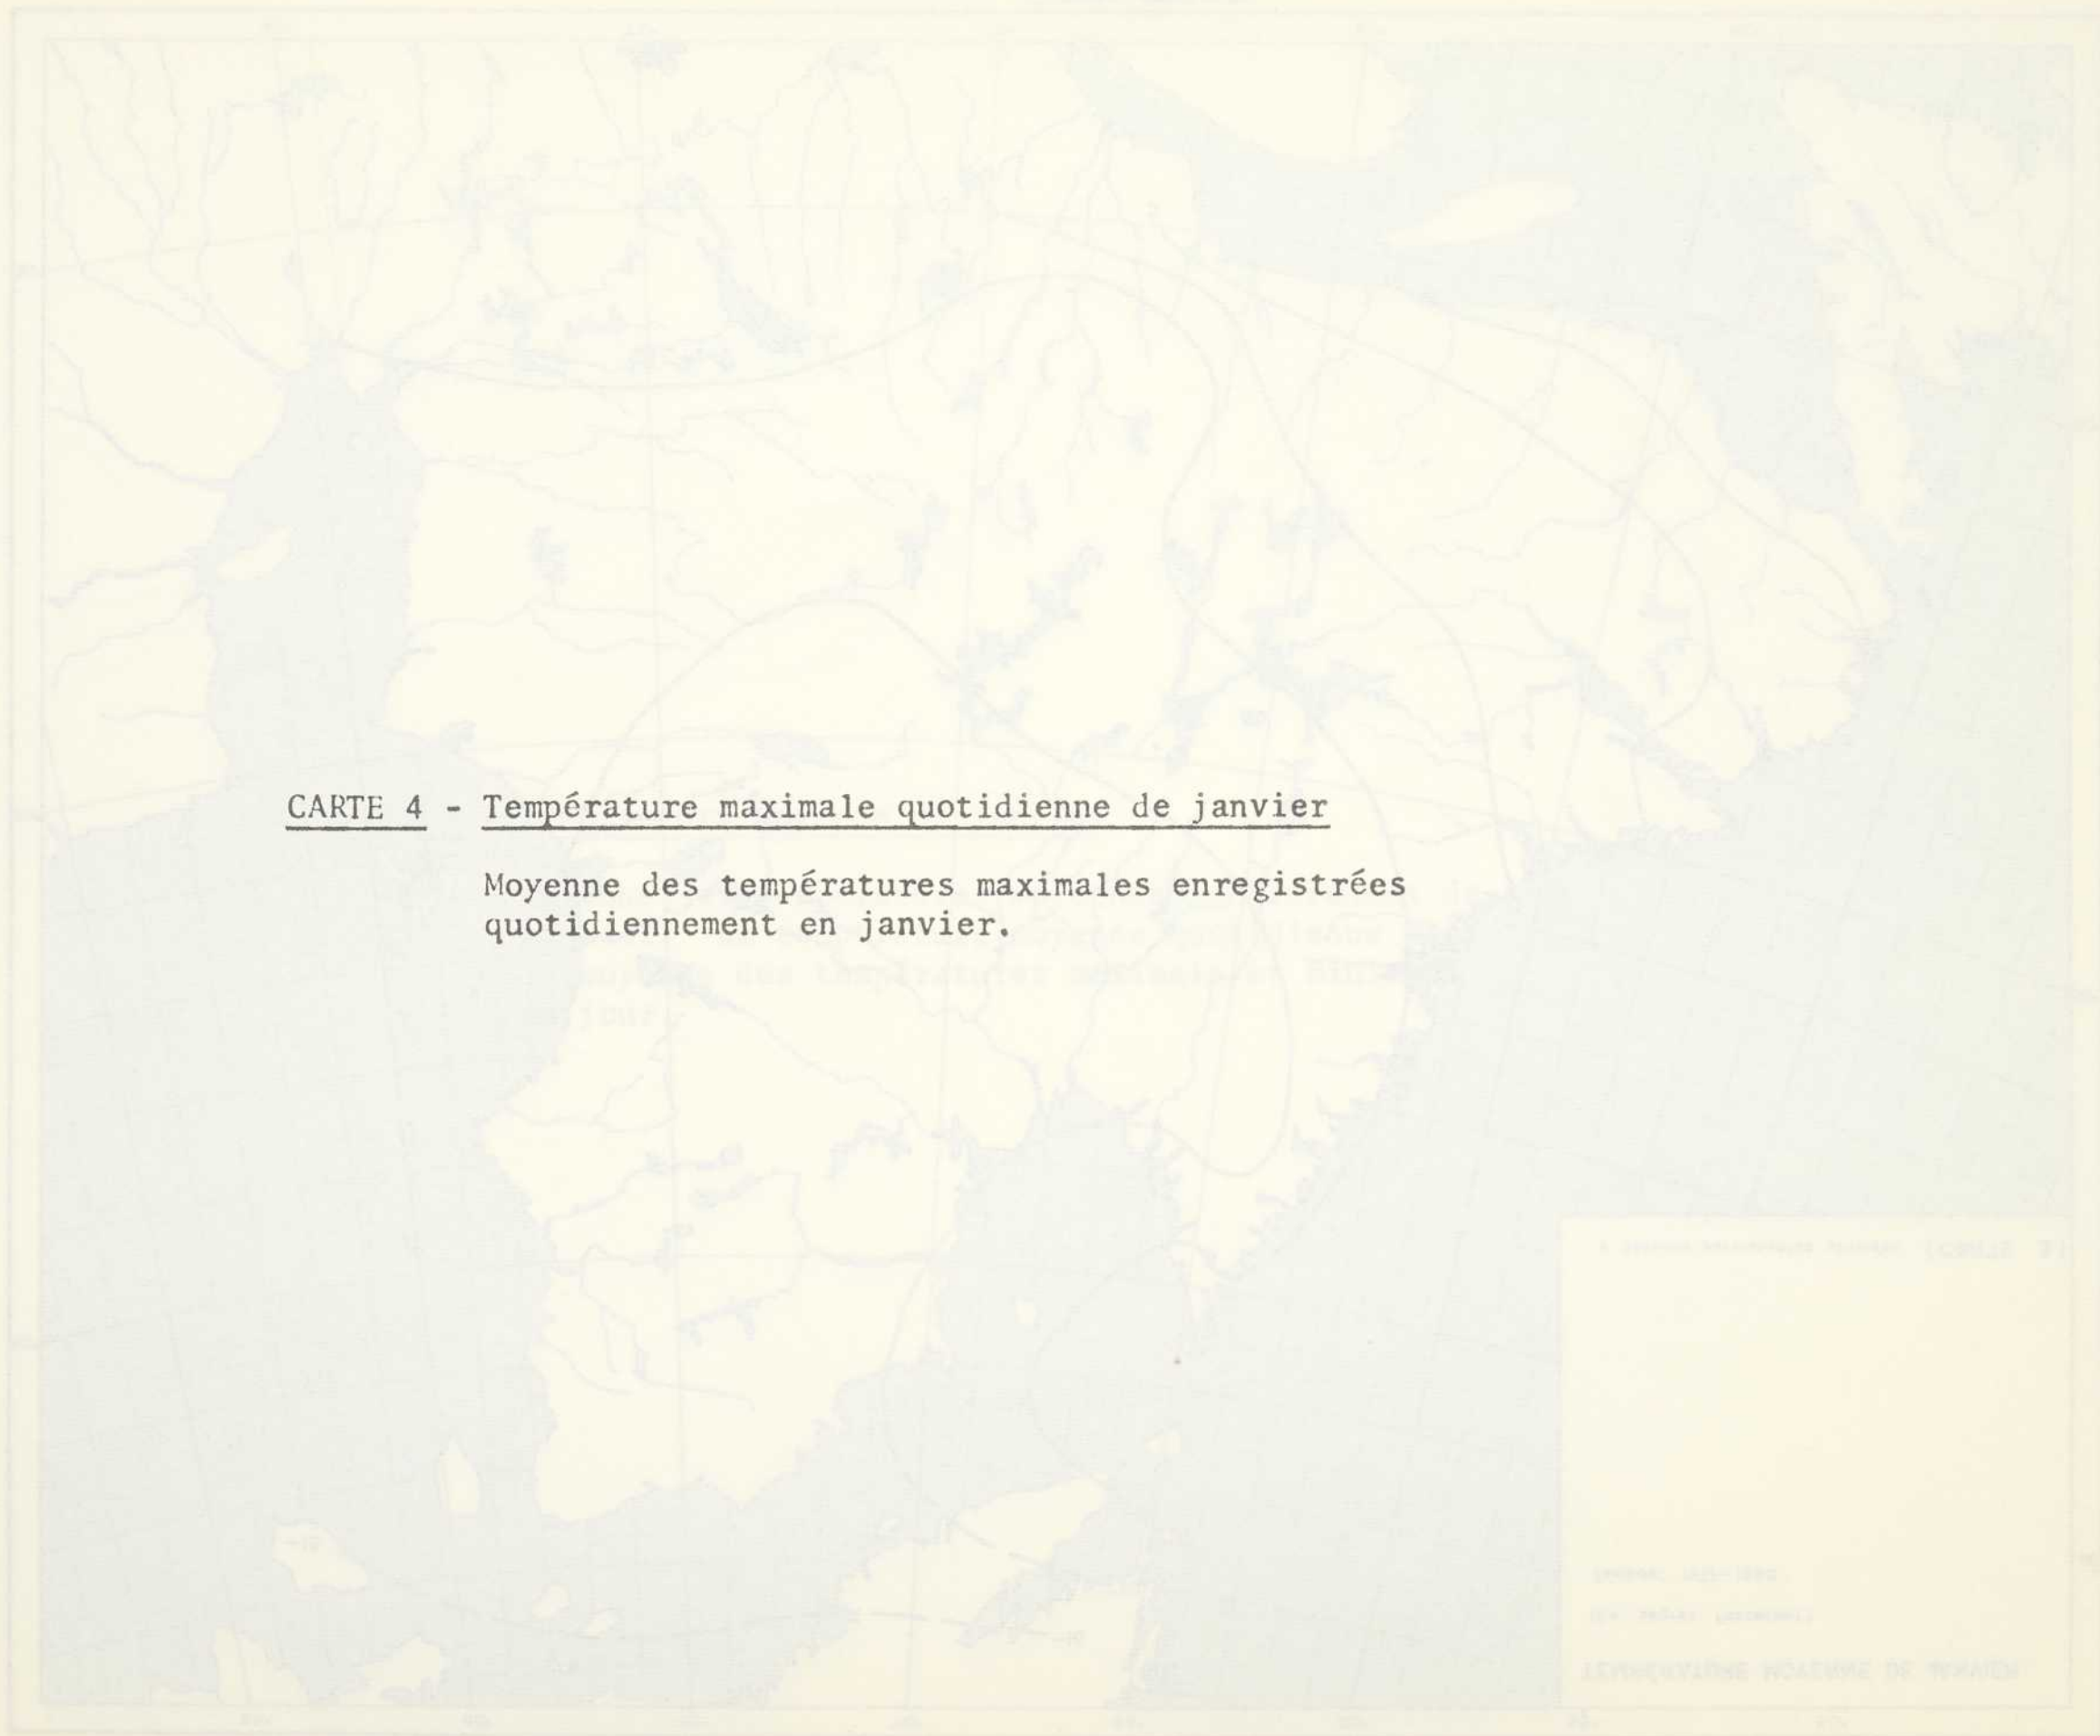 CARTE 4 - Température maximale quotidienne de janvier
Moyenne des températures maximales enregistrées
quotidiennement en janvier.